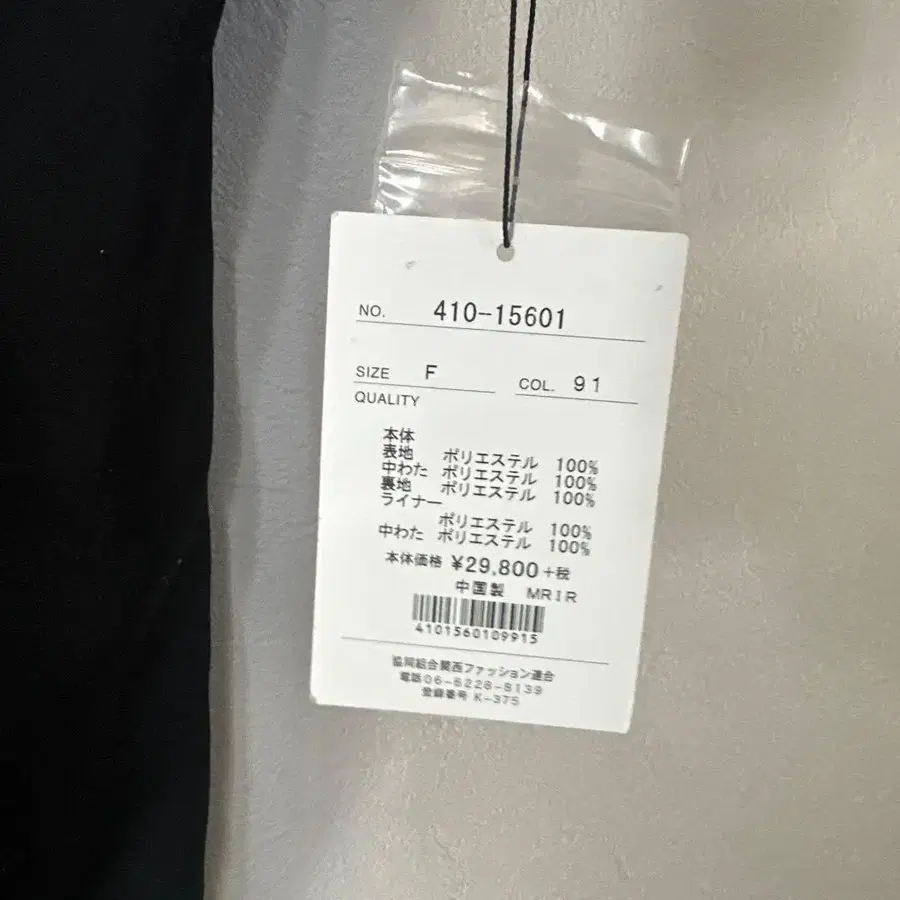 NO. 410-15601
SIZE F COL. 91
QUALITY
本体
表地 ポリエステル 100%
中わた ポリエステル 100%
裏地 ポリエステル 100%
ライナー
ポリエステル 100%
中わた ポリエステル 100%
本体価格 ¥29,800+税
中国製 MRIR
4101560109915
協同組合関西ファッション連合
電話06-6228-8139
登録番号 K-375